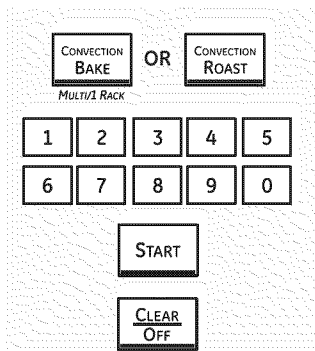 CONVECTION CONVECTION
BAKE OR ROAST
MULTI/1 RACK
1 2 3 4 5
6 7 8 9 0
START
CLEAR
OFF